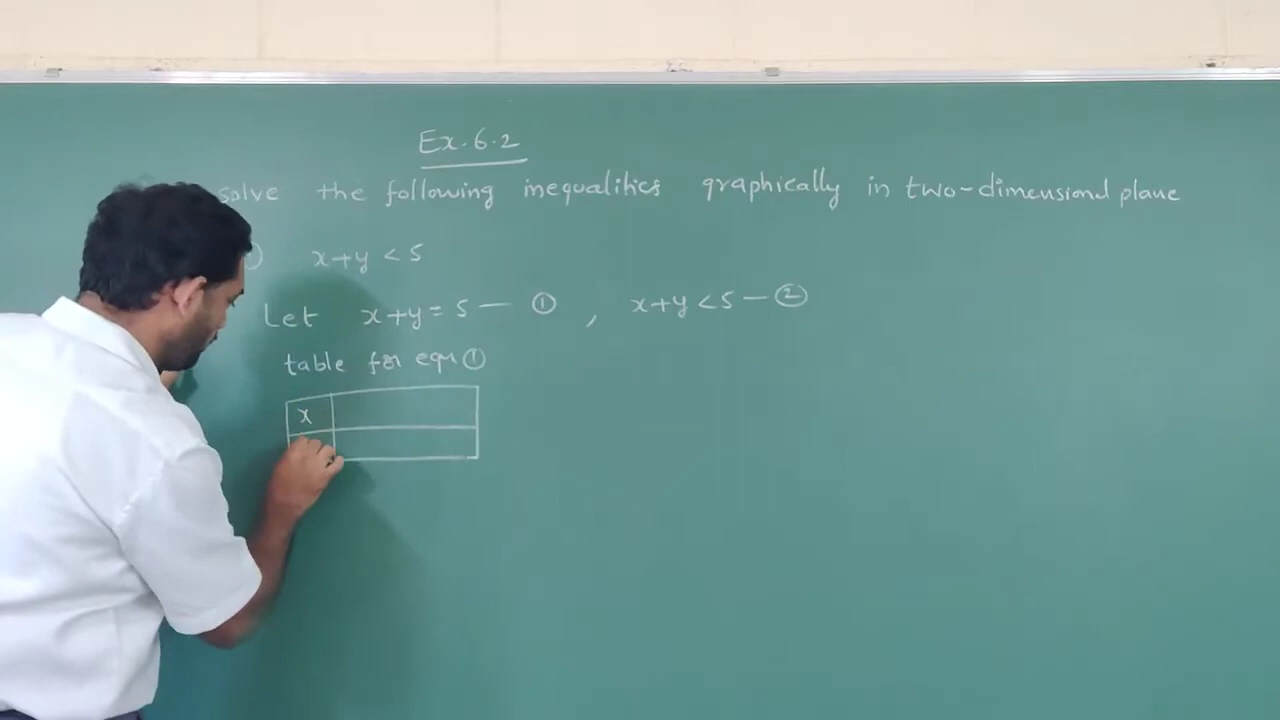 Ex.6.2
solve the following inequalities graphically in two-dimensional plane
x+y < 5
Let x+y = 5 — ① , x+y < 5 — ②
table for equ ①
x